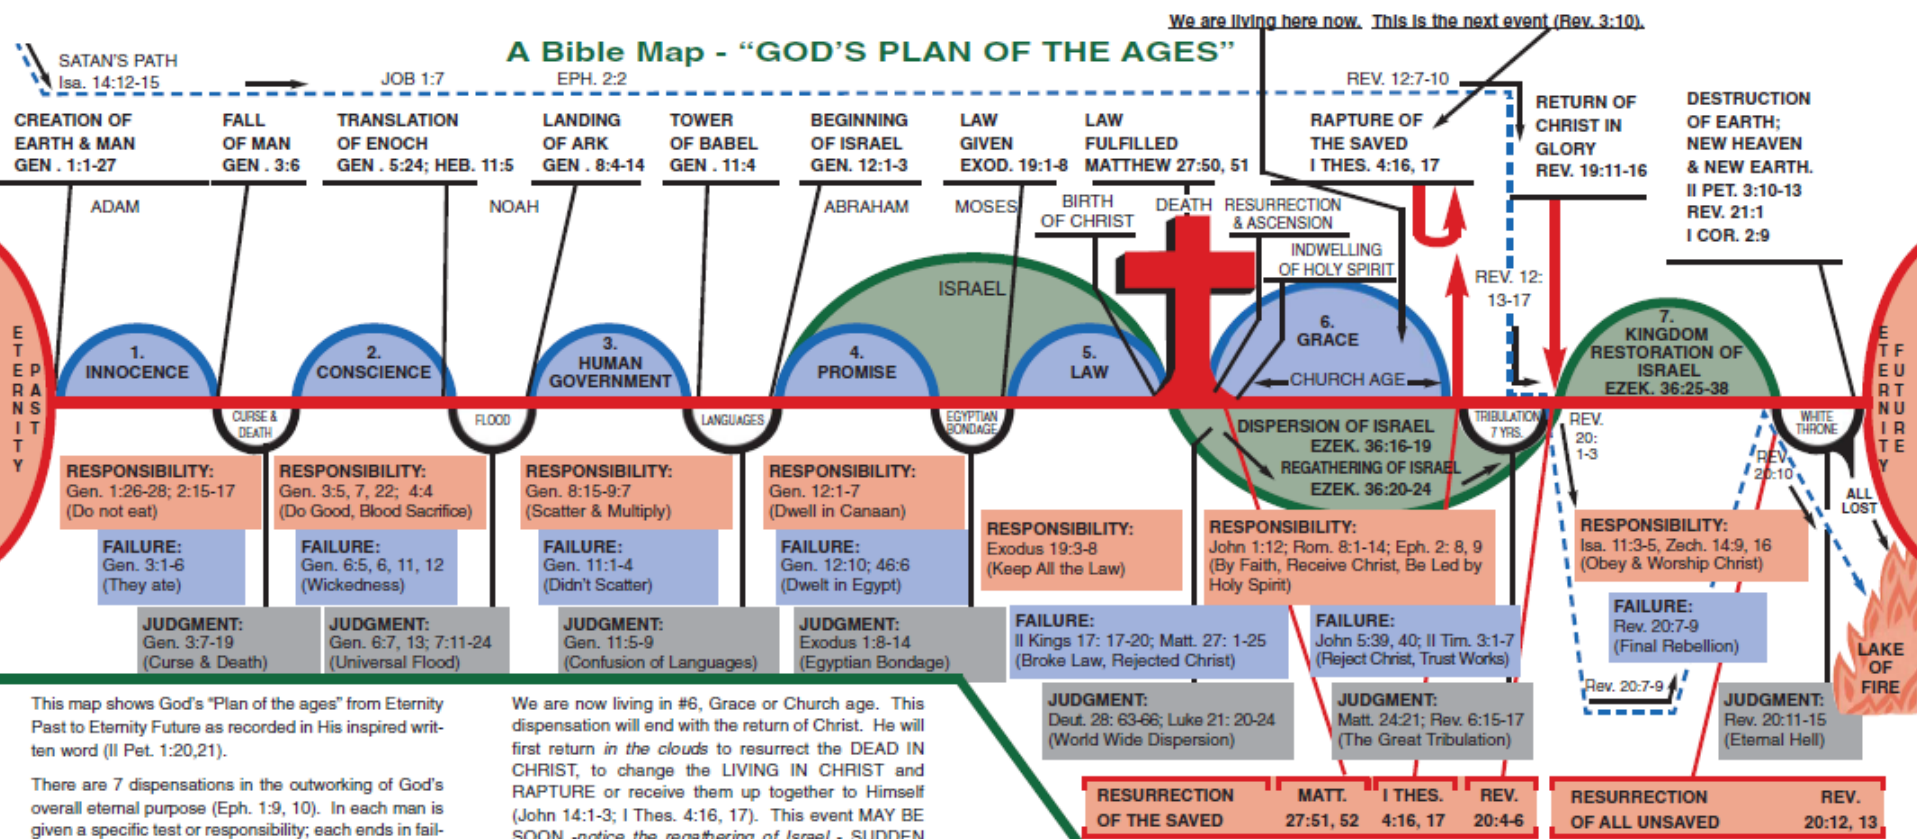 We are living here now. This is the next event (Rev. 3:10).
A Bible Map - “GOD’S PLAN OF THE AGES”
SATAN’S PATH
Isa. 14:12-15
JOB 1:7
EPH. 2:2
REV. 12:7-10
CREATION OF
EARTH & MAN
GEN . 1:1-27
FALL
OF MAN
GEN . 3:6
TRANSLATION
OF ENOCH
GEN . 5:24; HEB. 11:5
LANDING
OF ARK
GEN . 8:4-14
TOWER
OF BABEL
GEN . 11:4
BEGINNING
OF ISRAEL
GEN. 12:1-3
LAW
GIVEN
EXOD. 19:1-8
LAW
FULFILLED
MATTHEW 27:50, 51
RAPTURE OF
THE SAVED
I THES. 4:16, 17
RETURN OF
CHRIST IN
GLORY
REV. 19:11-16
DESTRUCTION
OF EARTH;
NEW HEAVEN
& NEW EARTH.
II PET. 3:10-13
REV. 21:1
I COR. 2:9
ADAM
NOAH
ABRAHAM
MOSES
BIRTH
OF CHRIST
DEATH
RESURRECTION
& ASCENSION
INDWELLING
OF HOLY SPIRIT
REV. 12:
13-17
ETERNITY
PAST
1.
INNOCENCE
2.
CONSCIENCE
3.
HUMAN
GOVERNMENT
ISRAEL
4.
PROMISE
5.
LAW
6.
GRACE
CHURCH AGE
7.
KINGDOM
RESTORATION OF
ISRAEL
EZEK. 36:25-38
ETERNITY
FUTURE
CURSE &
DEATH
FLOOD
LANGUAGES
EGYPTIAN
BONDAGE
DISPERSION OF ISRAEL
EZEK. 36:16-19
REGATHERING OF ISRAEL
EZEK. 36:20-24
TRIBULATION
7 YRS.
REV.
20:
1-3
WHITE
THRONE
REV.
20:10
ALL
LOST
RESPONSIBILITY:
Gen. 1:26-28; 2:15-17
(Do not eat)
FAILURE:
Gen. 3:1-6
(They ate)
JUDGMENT:
Gen. 3:7-19
(Curse & Death)
RESPONSIBILITY:
Gen. 3:5, 7, 22; 4:4
(Do Good, Blood Sacrifice)
FAILURE:
Gen. 6:5, 6, 11, 12
(Wickedness)
JUDGMENT:
Gen. 6:7, 13; 7:11-24
(Universal Flood)
RESPONSIBILITY:
Gen. 8:15-9:7
(Scatter & Multiply)
FAILURE:
Gen. 11:1-4
(Didn’t Scatter)
JUDGMENT:
Gen. 11:5-9
(Confusion of Languages)
RESPONSIBILITY:
Gen. 12:1-7
(Dwell in Canaan)
FAILURE:
Gen. 12:10; 46:6
(Dwelt in Egypt)
JUDGMENT:
Exodus 1:8-14
(Egyptian Bondage)
RESPONSIBILITY:
Exodus 19:3-8
(Keep All the Law)
FAILURE:
II Kings 17: 17-20; Matt. 27: 1-25
(Broke Law, Rejected Christ)
JUDGMENT:
Deut. 28: 63-66; Luke 21: 20-24
(World Wide Dispersion)
RESPONSIBILITY:
John 1:12; Rom. 8:1-14; Eph. 2: 8, 9
(By Faith, Receive Christ, Be Led by
Holy Spirit)
FAILURE:
John 5:39, 40; II Tim. 3:1-7
(Reject Christ, Trust Works)
JUDGMENT:
Matt. 24:21; Rev. 6:15-17
(The Great Tribulation)
RESPONSIBILITY:
Isa. 11:3-5, Zech. 14:9, 16
(Obey & Worship Christ)
FAILURE:
Rev. 20:7-9
(Final Rebellion)
Rev. 20:7-9
JUDGMENT:
Rev. 20:11-15
(Eternal Hell)
LAKE
OF
FIRE
This map shows God’s “Plan of the ages” from Eternity
Past to Eternity Future as recorded in His inspired writ-
ten word (II Pet. 1:20,21).
There are 7 dispensations in the outworking of God’s
overall eternal purpose (Eph. 1:9, 10). In each man is
given a specific test or responsibility; each ends in fail-
We are now living in #6, Grace or Church age. This
dispensation will end with the return of Christ. He will
first return in the clouds to resurrect the DEAD IN
CHRIST, to change the LIVING IN CHRIST and
RAPTURE or receive them up together to Himself
(John 14:1-3; I Thes. 4:16, 17). This event MAY BE
SOON -notice the regathering of Israel - SUDDEN
RESURRECTION
OF THE SAVED
MATT.
27:51, 52
I THES.
4:16, 17
REV.
20:4-6
RESURRECTION
OF ALL UNSAVED
REV.
20:12, 13